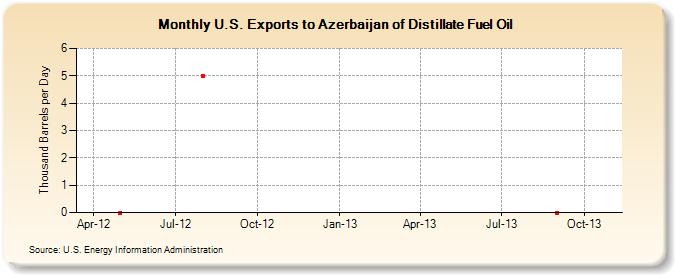 Monthly U.S. Exports to Azerbaijan of Distillate Fuel Oil
Thousand Barrels per Day
6
5
4
3
2
1
0
Apr-12 Jul-12 Oct-12 Jan-13 Apr-13 Jul-13 Oct-13
Source: U.S. Energy Information Administration